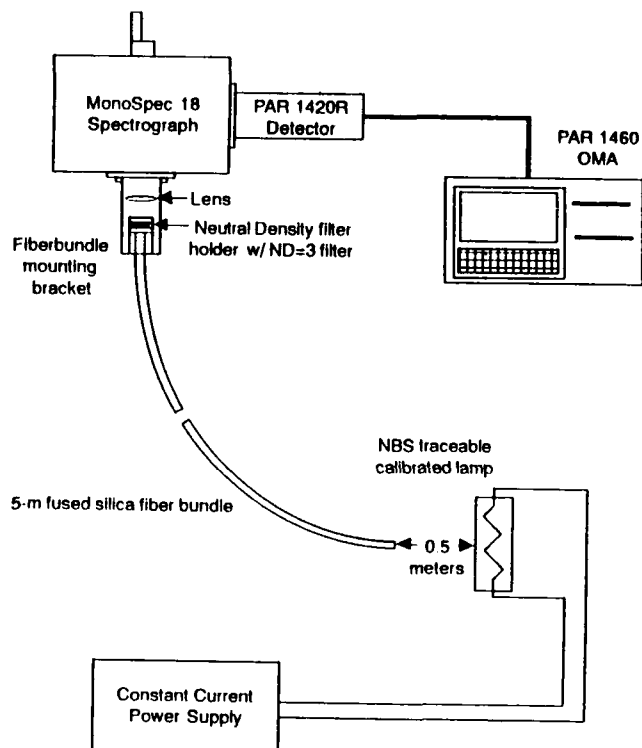 MonoSpec 18
Spectrograph
PAR 1420R
Detector
PAR 1460
OMA
Lens
Neutral Density filter
holder w/ ND=3 filter
Fiberbundle
mounting
bracket
NBS traceable
calibrated lamp
5-m fused silica fiber bundle
0.5
meters
Constant Current
Power Supply